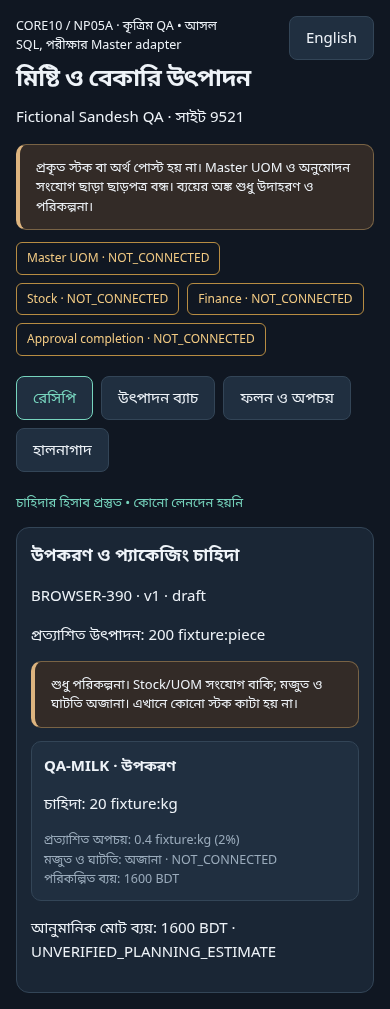 CORE10 / NP05A · কৃত্রিম QA • আসল
SQL, পরীক্ষার Master adapter
English
মিষ্টি ও বেকারি উৎপাদন
Fictional Sandesh QA · সাইট 9521
প্রকৃত স্টক বা অর্থ পোস্ট হয় না। Master UOM ও অনুমোদন
সংযোগ ছাড়া ছাড়পত্র বন্ধ। ব্যয়ের অঙ্ক শুধু উদাহরণ ও
পরিকল্পনা।
Master UOM · NOT_CONNECTED
Stock · NOT_CONNECTED
Finance · NOT_CONNECTED
Approval completion · NOT_CONNECTED
রেসিপি
উৎপাদন ব্যাচ
ফলন ও অপচয়
হালনাগাদ
চাহিদার হিসাব প্রস্তুত • কোনো লেনদেন হয়নি
উপকরণ ও প্যাকেজিং চাহিদা
BROWSER-390 · v1 · draft
প্রত্যাশিত উৎপাদন: 200 fixture:piece
শুধু পরিকল্পনা। Stock/UOM সংযোগ বাকি; মজুত ও
ঘাটতি অজানা। এখানে কোনো স্টক কাটা হয় না।
QA-MILK · উপকরণ
চাহিদা: 20 fixture:kg
প্রত্যাশিত অপচয়: 0.4 fixture:kg (2%)
মজুত ও ঘাটতি: অজানা · NOT_CONNECTED
পরিকল্পিত ব্যয়: 1600 BDT
আনুমানিক মোট ব্যয়: 1600 BDT ·
UNVERIFIED_PLANNING_ESTIMATE